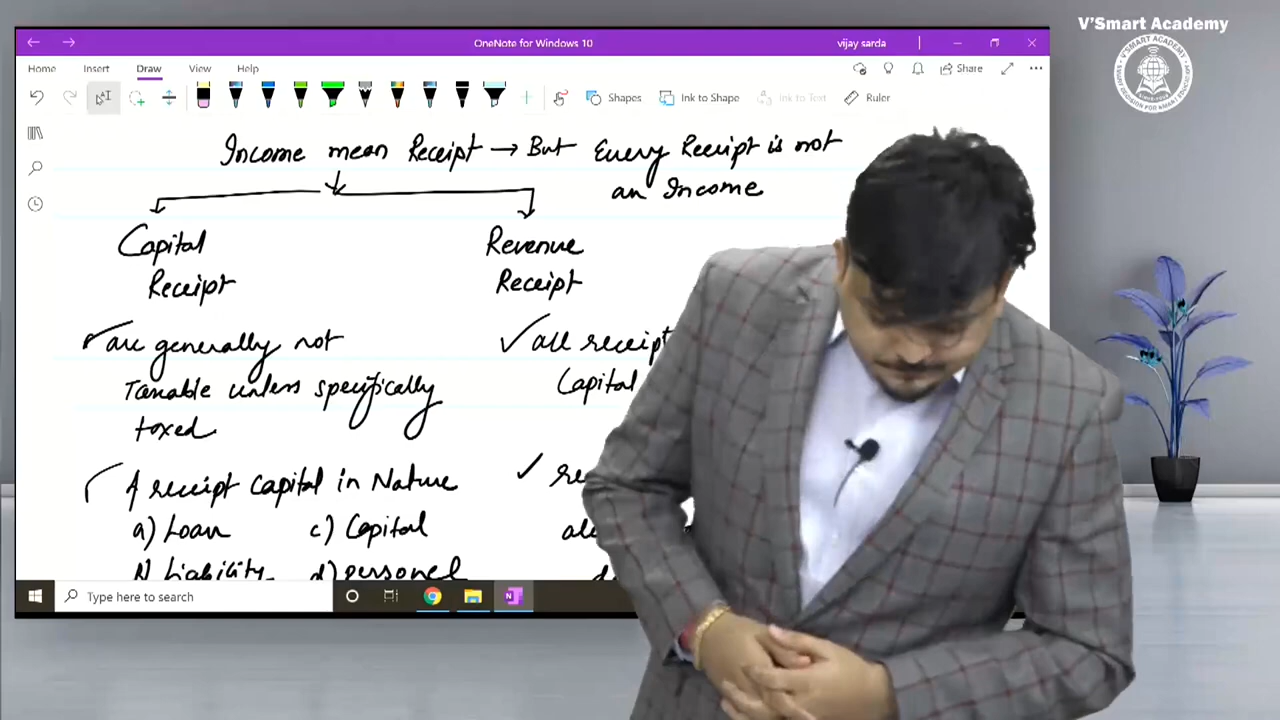 V'Smart Academy
OneNote for Windows 10
vijay sarda
Home Insert Draw View Help
Share
Shapes Ink to Shape Ink to Text Ruler
Income mean Receipt → But Every Receipt is not
an Income
Capital
Receipt
Revenue
Receipt
✓ are generally not
Taxable unless specifically
taxed
✓ all receipt
Capital
A receipt capital in Nature
a) Loan c) Capital
b) Liability d) personel
✓
Type here to search